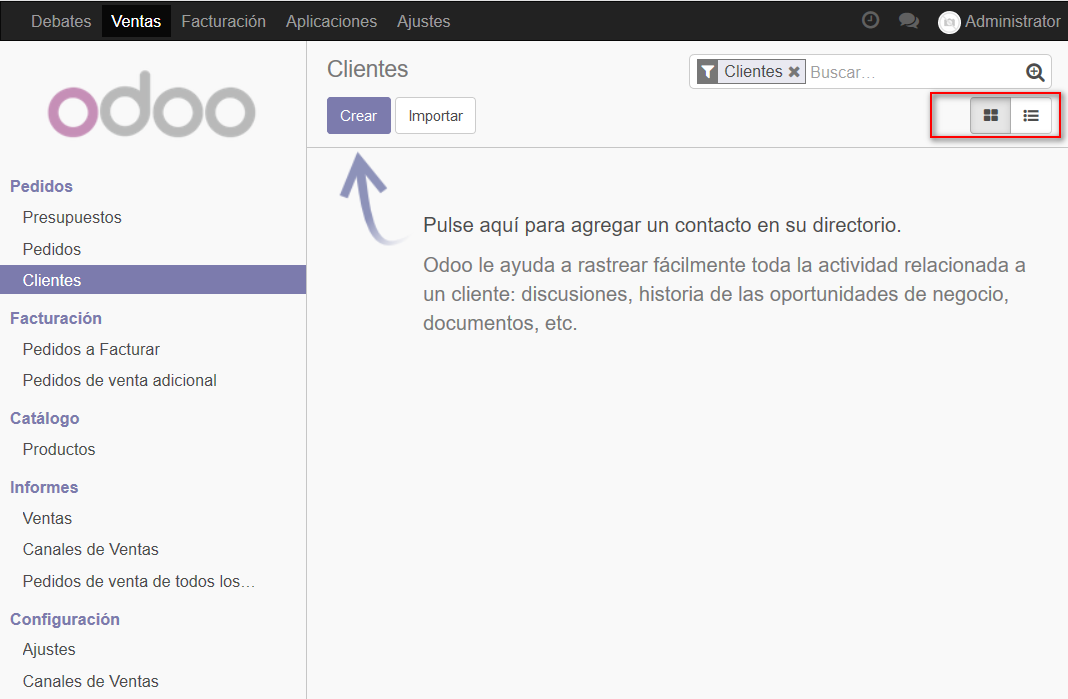 Debates Ventas Facturación Aplicaciones Ajustes Administrator
odoo
Clientes
Clientes Buscar...
Crear Importar
Pedidos
Presupuestos
Pedidos
Clientes
Facturación
Pedidos a Facturar
Pedidos de venta adicional
Catálogo
Productos
Informes
Ventas
Canales de Ventas
Pedidos de venta de todos los...
Configuración
Ajustes
Canales de Ventas
Pulse aquí para agregar un contacto en su directorio.
Odoo le ayuda a rastrear fácilmente toda la actividad relacionada a
un cliente: discusiones, historia de las oportunidades de negocio,
documentos, etc.